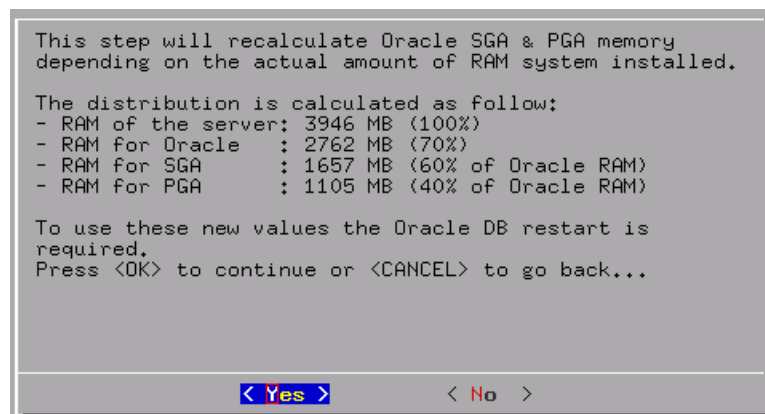 This step will recalculate Oracle SGA & PGA memory
depending on the actual amount of RAM system installed.
The distribution is calculated as follow:
- RAM of the server: 3946 MB (100%)
- RAM for Oracle   : 2762 MB (70%)
- RAM for SGA      : 1657 MB (60% of Oracle RAM)
- RAM for PGA      : 1105 MB (40% of Oracle RAM)
To use these new values the Oracle DB restart is
required.
Press <OK> to continue or <CANCEL> to go back...
< Yes >          < No  >